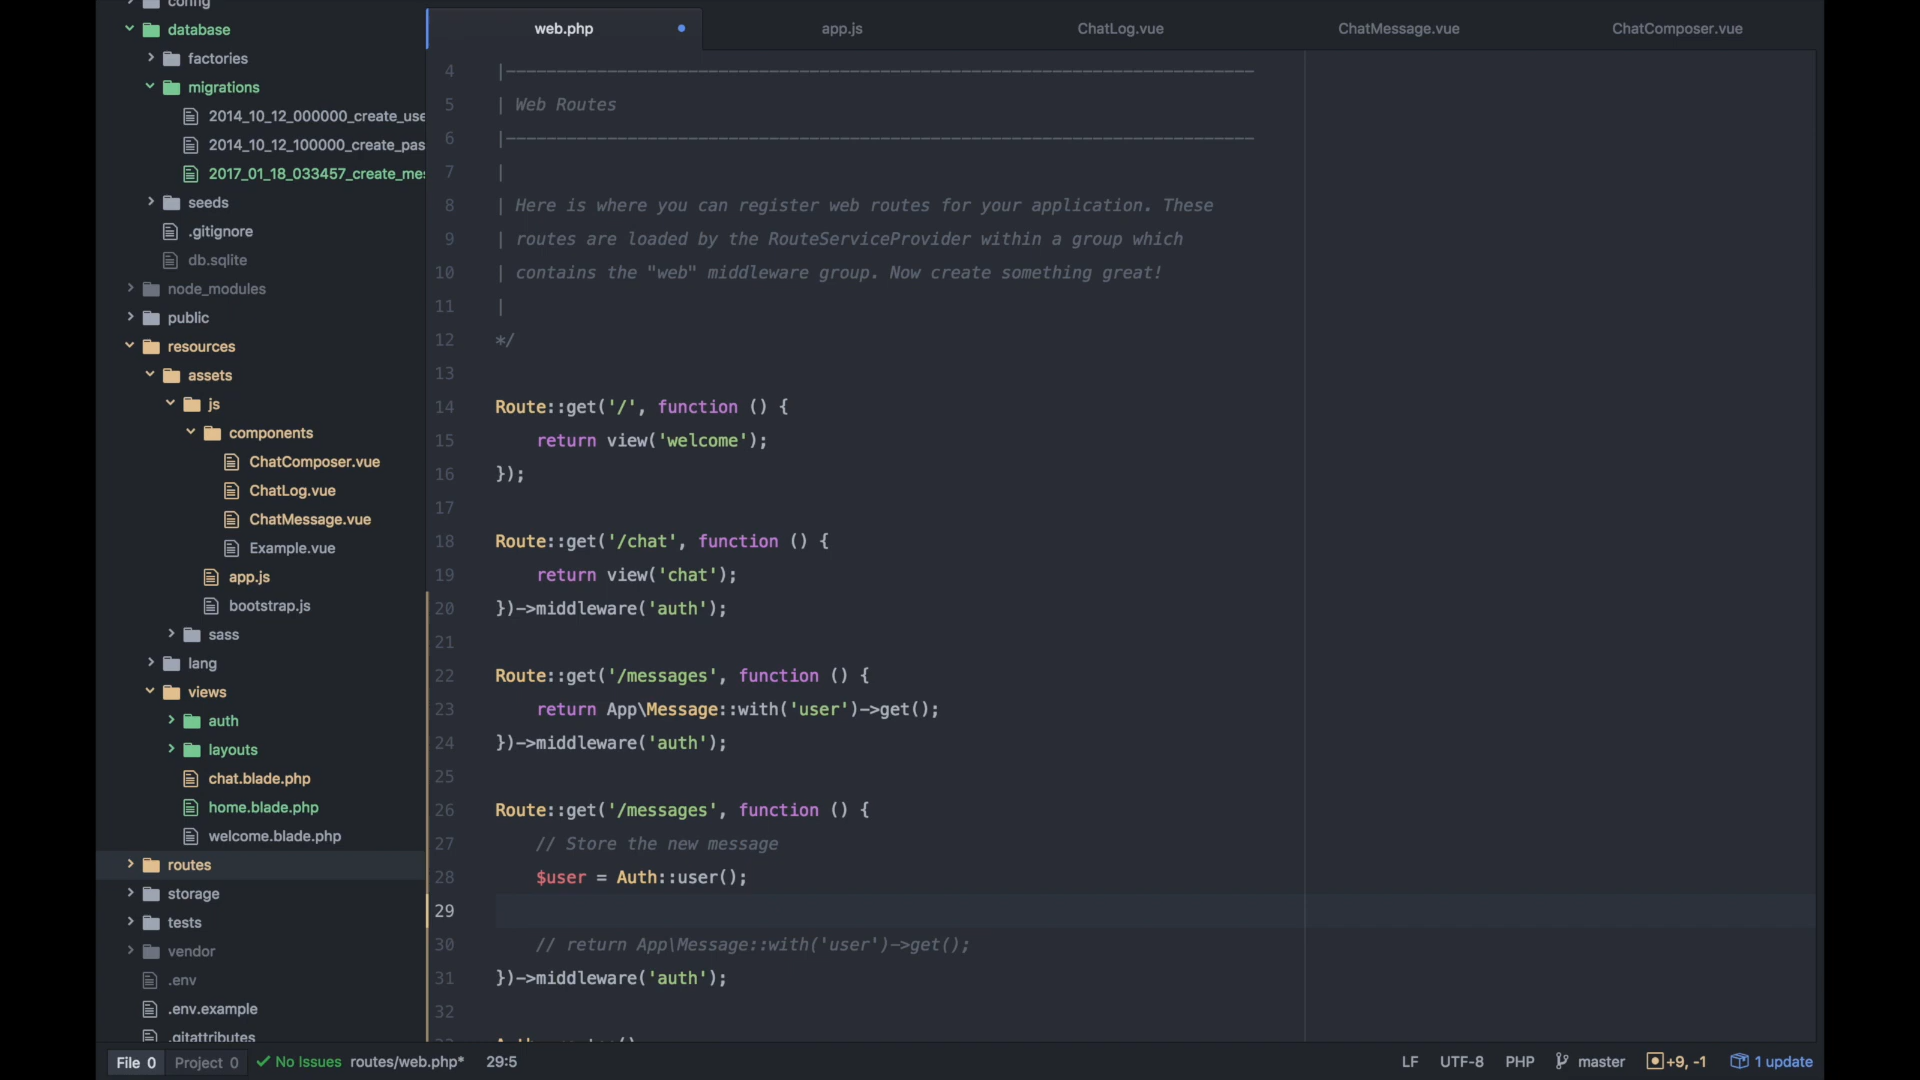 config
database
factories
migrations
2014_10_12_000000_create_use
2014_10_12_100000_create_pas
2017_01_18_033457_create_mes
seeds
.gitignore
db.sqlite
node_modules
public
resources
assets
js
components
ChatComposer.vue
ChatLog.vue
ChatMessage.vue
Example.vue
app.js
bootstrap.js
sass
lang
views
auth
layouts
chat.blade.php
home.blade.php
welcome.blade.php
routes
storage
tests
vendor
.env
.env.example
.gitattributes
web.php app.js ChatLog.vue ChatMessage.vue ChatComposer.vue
4 |--------------------------------------------------------------------------
5 | Web Routes
6 |--------------------------------------------------------------------------
7 |
8 | Here is where you can register web routes for your application. These
9 | routes are loaded by the RouteServiceProvider within a group which
10 | contains the "web" middleware group. Now create something great!
11 |
12 */
13
14 Route::get('/', function () {
15 return view('welcome');
16 });
17
18 Route::get('/chat', function () {
19 return view('chat');
20 })->middleware('auth');
21
22 Route::get('/messages', function () {
23 return App\Message::with('user')->get();
24 })->middleware('auth');
25
26 Route::get('/messages', function () {
27 // Store the new message
28 $user = Auth::user();
29
30 // return App\Message::with('user')->get();
31 })->middleware('auth');
32
File 0 Project 0 No Issues routes/web.php* 29:5 LF UTF-8 PHP master +9, -1 1 update